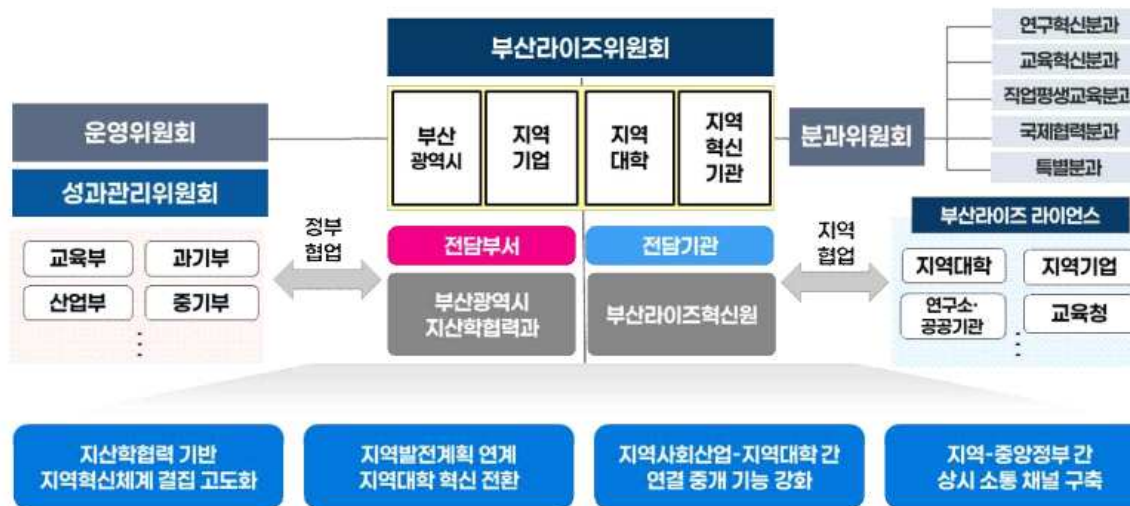 부산라이즈위원회
연구혁신분과
교육혁신분과
직업평생교육분과
국제협력분과
특별분과
운영위원회
성과관리위원회
부산
광역시
지역
기업
지역
대학
지역
혁신
기관
분과위원회
교육부
과기부
산업부
중기부
정부
협업
전담부서
부산광역시
지산학협력과
전담기관
부산라이즈혁신원
지역
협업
부산라이즈 라이언스
지역대학
지역기업
연구소·
공공기관
교육청
지산학협력 기반
지역혁신체계 결집 고도화
지역발전계획 연계
지역대학 혁신 전환
지역사회산업-지역대학 간
연결 중개 기능 강화
지역-중앙정부 간
상시 소통 채널 구축